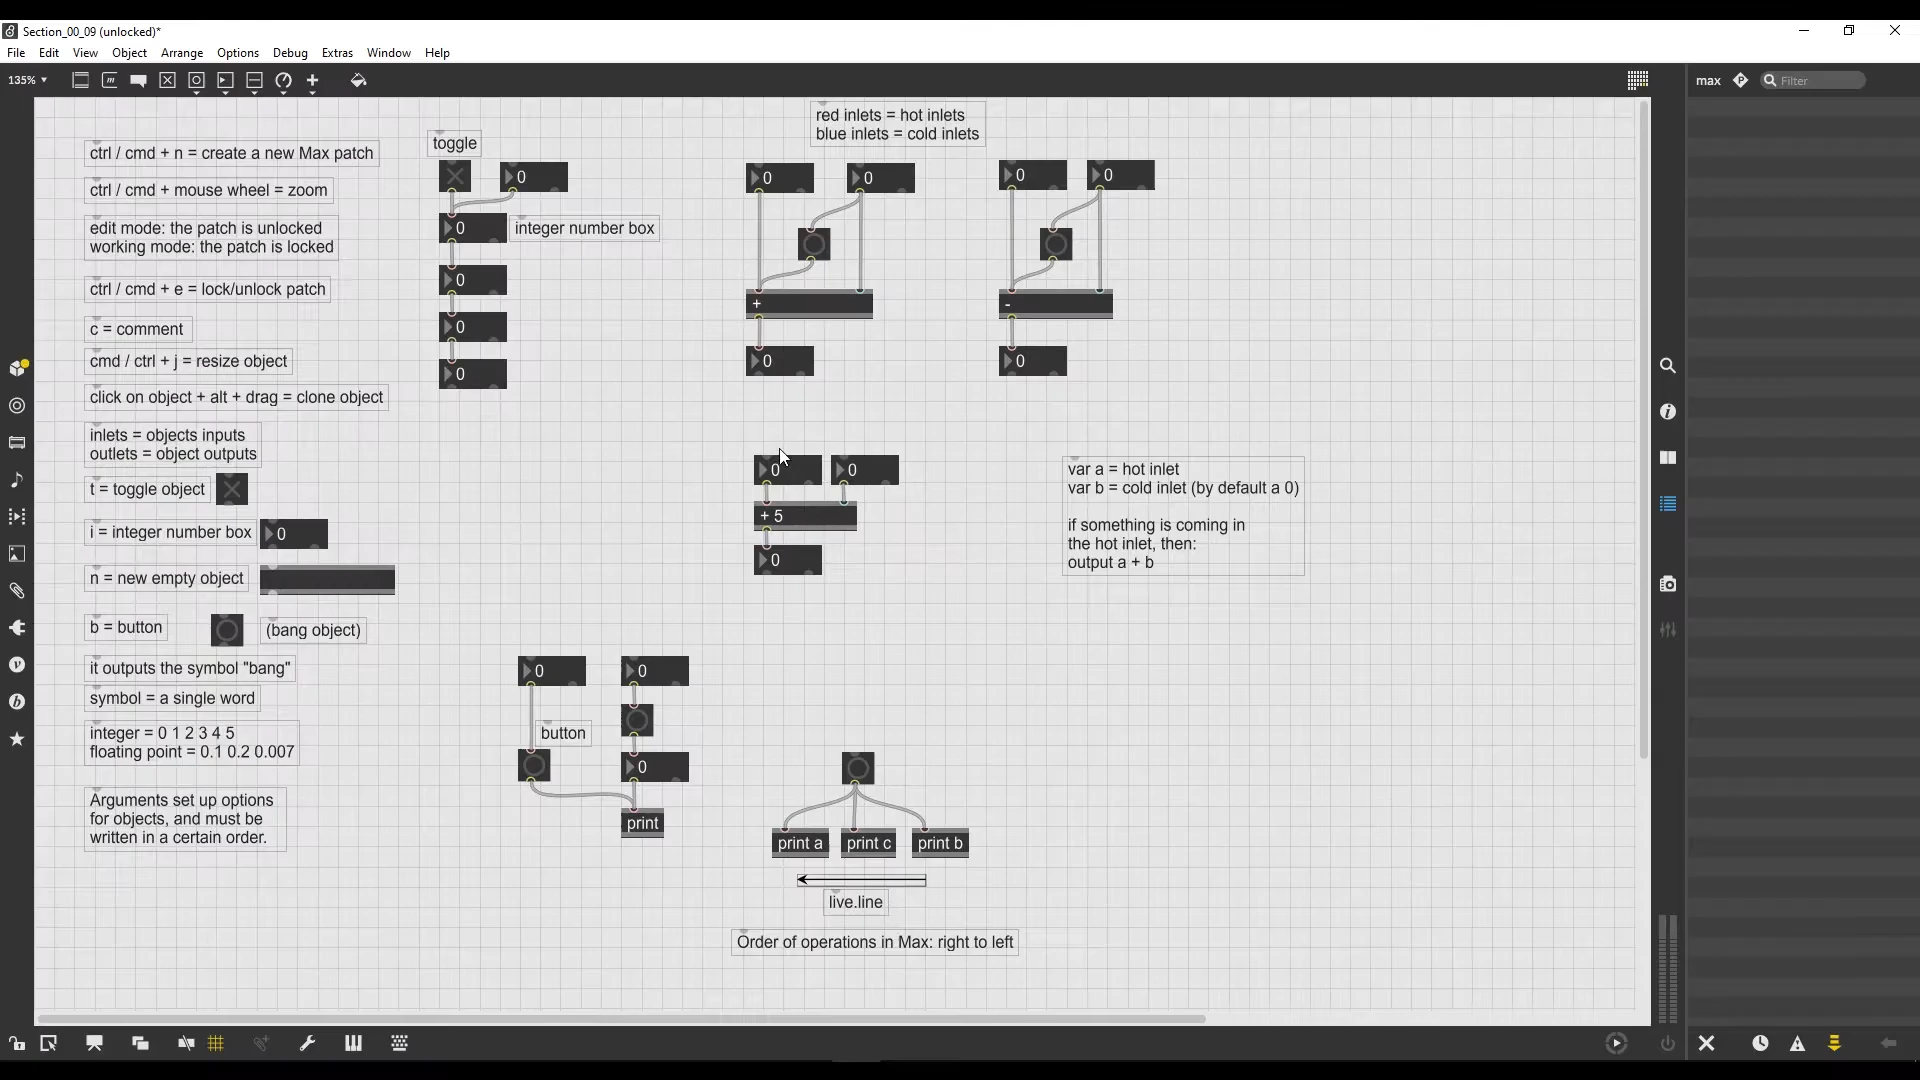 Section_00_09 (unlocked)*
File Edit View Object Arrange Options Debug Extras Window Help
135%
max
Filter
ctrl / cmd + n = create a new Max patch
ctrl / cmd + mouse wheel = zoom
edit mode: the patch is unlocked
working mode: the patch is locked
ctrl / cmd + e = lock/unlock patch
c = comment
cmd / ctrl + j = resize object
click on object + alt + drag = clone object
inlets = objects inputs
outlets = object outputs
t = toggle object
i = integer number box
0
n = new empty object
b = button
(bang object)
it outputs the symbol "bang"
symbol = a single word
integer = 0 1 2 3 4 5
floating point = 0.1 0.2 0.007
Arguments set up options
for objects, and must be
written in a certain order.
toggle
0
0
integer number box
0
0
0
red inlets = hot inlets
blue inlets = cold inlets
0
0
+
0
0
0
-
0
0
0
+ 5
0
var a = hot inlet
var b = cold inlet (by default a 0)
if something is coming in
the hot inlet, then:
output a + b
0
0
button
0
print
print a
print c
print b
live.line
Order of operations in Max: right to left